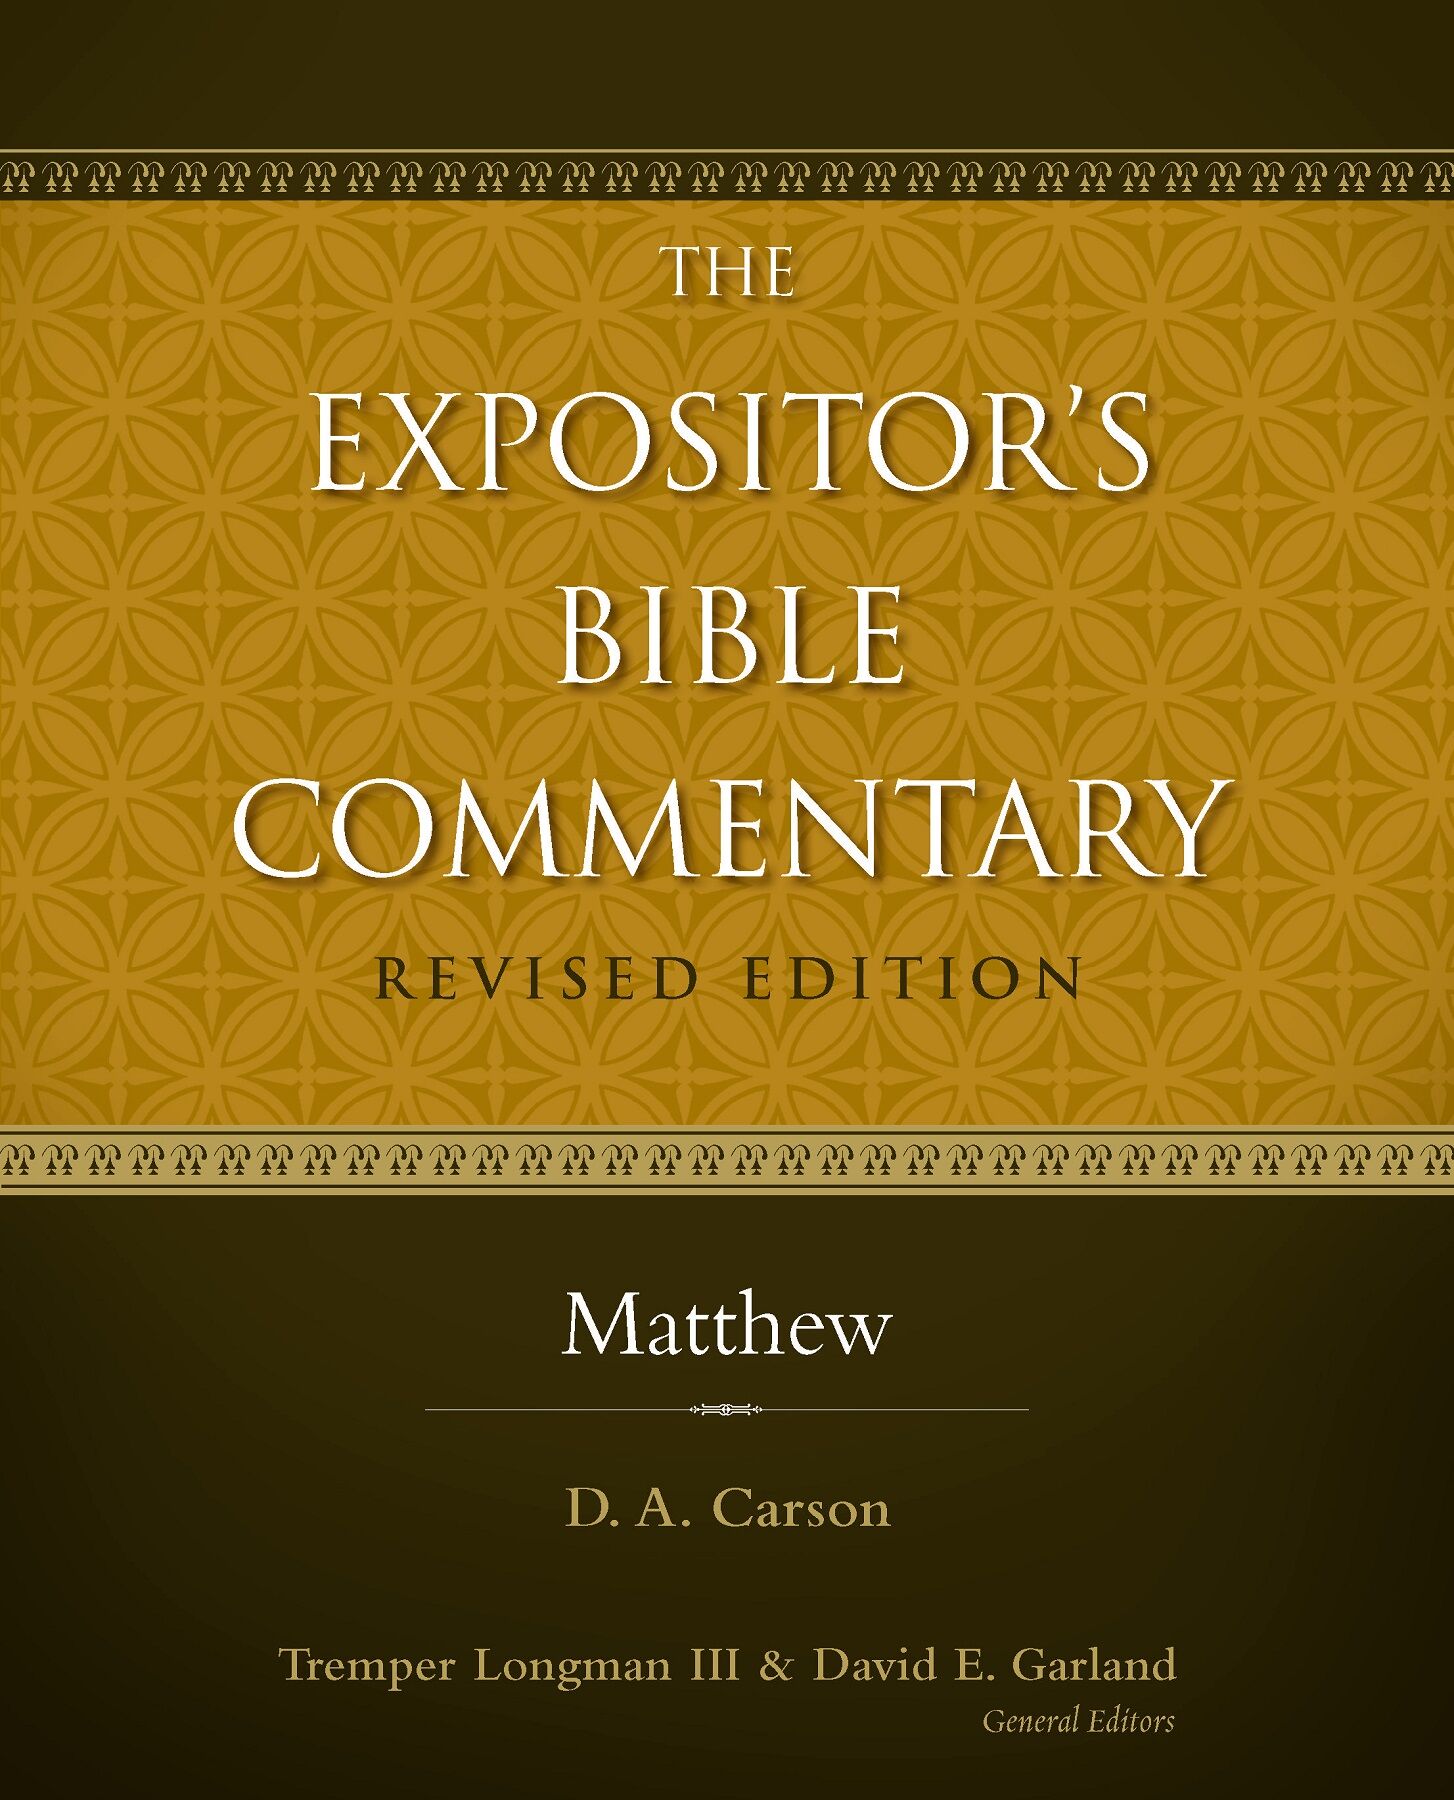 THE
EXPOSITOR’S
BIBLE
COMMENTARY
REVISED EDITION
Matthew
D. A. Carson
Tremper Longman III & David E. Garland
General Editors